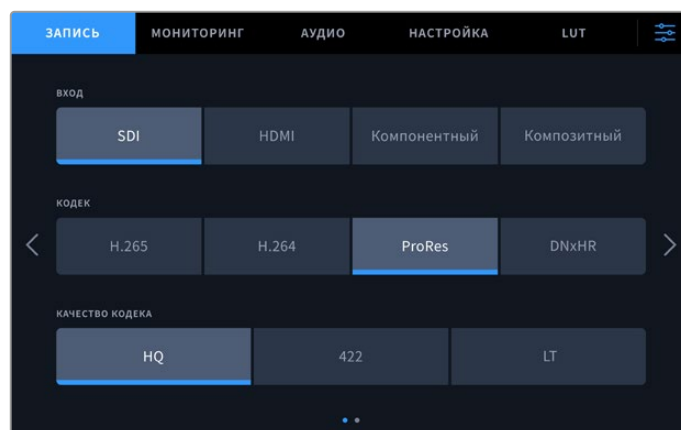 ЗАПИСЬ МОНИТОРИНГ АУДИО НАСТРОЙКА LUT
ВХОД
SDI HDMI Компонентный Композитный
КОДЕК
H.265 H.264 ProRes DNxHR
КАЧЕСТВО КОДЕКА
HQ 422 LT